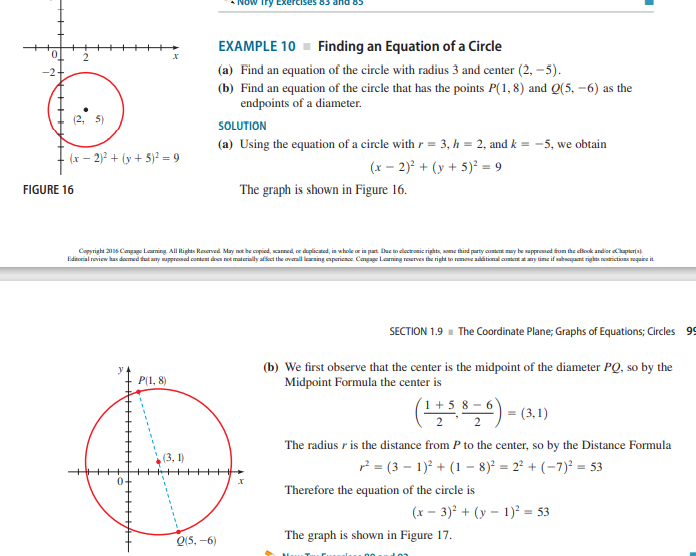 Now Try Exercises 83 and 85
0 2 x
−2
(2, 5)
(x − 2)² + (y + 5)² = 9
FIGURE 16
EXAMPLE 10 ■ Finding an Equation of a Circle
(a) Find an equation of the circle with radius 3 and center (2, −5).
(b) Find an equation of the circle that has the points P(1, 8) and Q(5, −6) as the
endpoints of a diameter.
SOLUTION
(a) Using the equation of a circle with r = 3, h = 2, and k = −5, we obtain
(x − 2)² + (y + 5)² = 9
The graph is shown in Figure 16.
Copyright 2016 Cengage Learning. All Rights Reserved. May not be copied, scanned, or duplicated, in whole or in part. Due to electronic rights, some third party content may be suppressed from the eBook and/or eChapter(s).
Editorial review has deemed that any suppressed content does not materially affect the overall learning experience. Cengage Learning reserves the right to remove additional content at any time if subsequent rights restrictions require it.
SECTION 1.9 ■ The Coordinate Plane; Graphs of Equations; Circles 99
y
P(1, 8)
(3, 1)
0 x
Q(5, −6)
(b) We first observe that the center is the midpoint of the diameter PQ, so by the
Midpoint Formula the center is
((1 + 5)/2, (8 − 6)/2) = (3, 1)
The radius r is the distance from P to the center, so by the Distance Formula
r² = (3 − 1)² + (1 − 8)² = 2² + (−7)² = 53
Therefore the equation of the circle is
(x − 3)² + (y − 1)² = 53
The graph is shown in Figure 17.